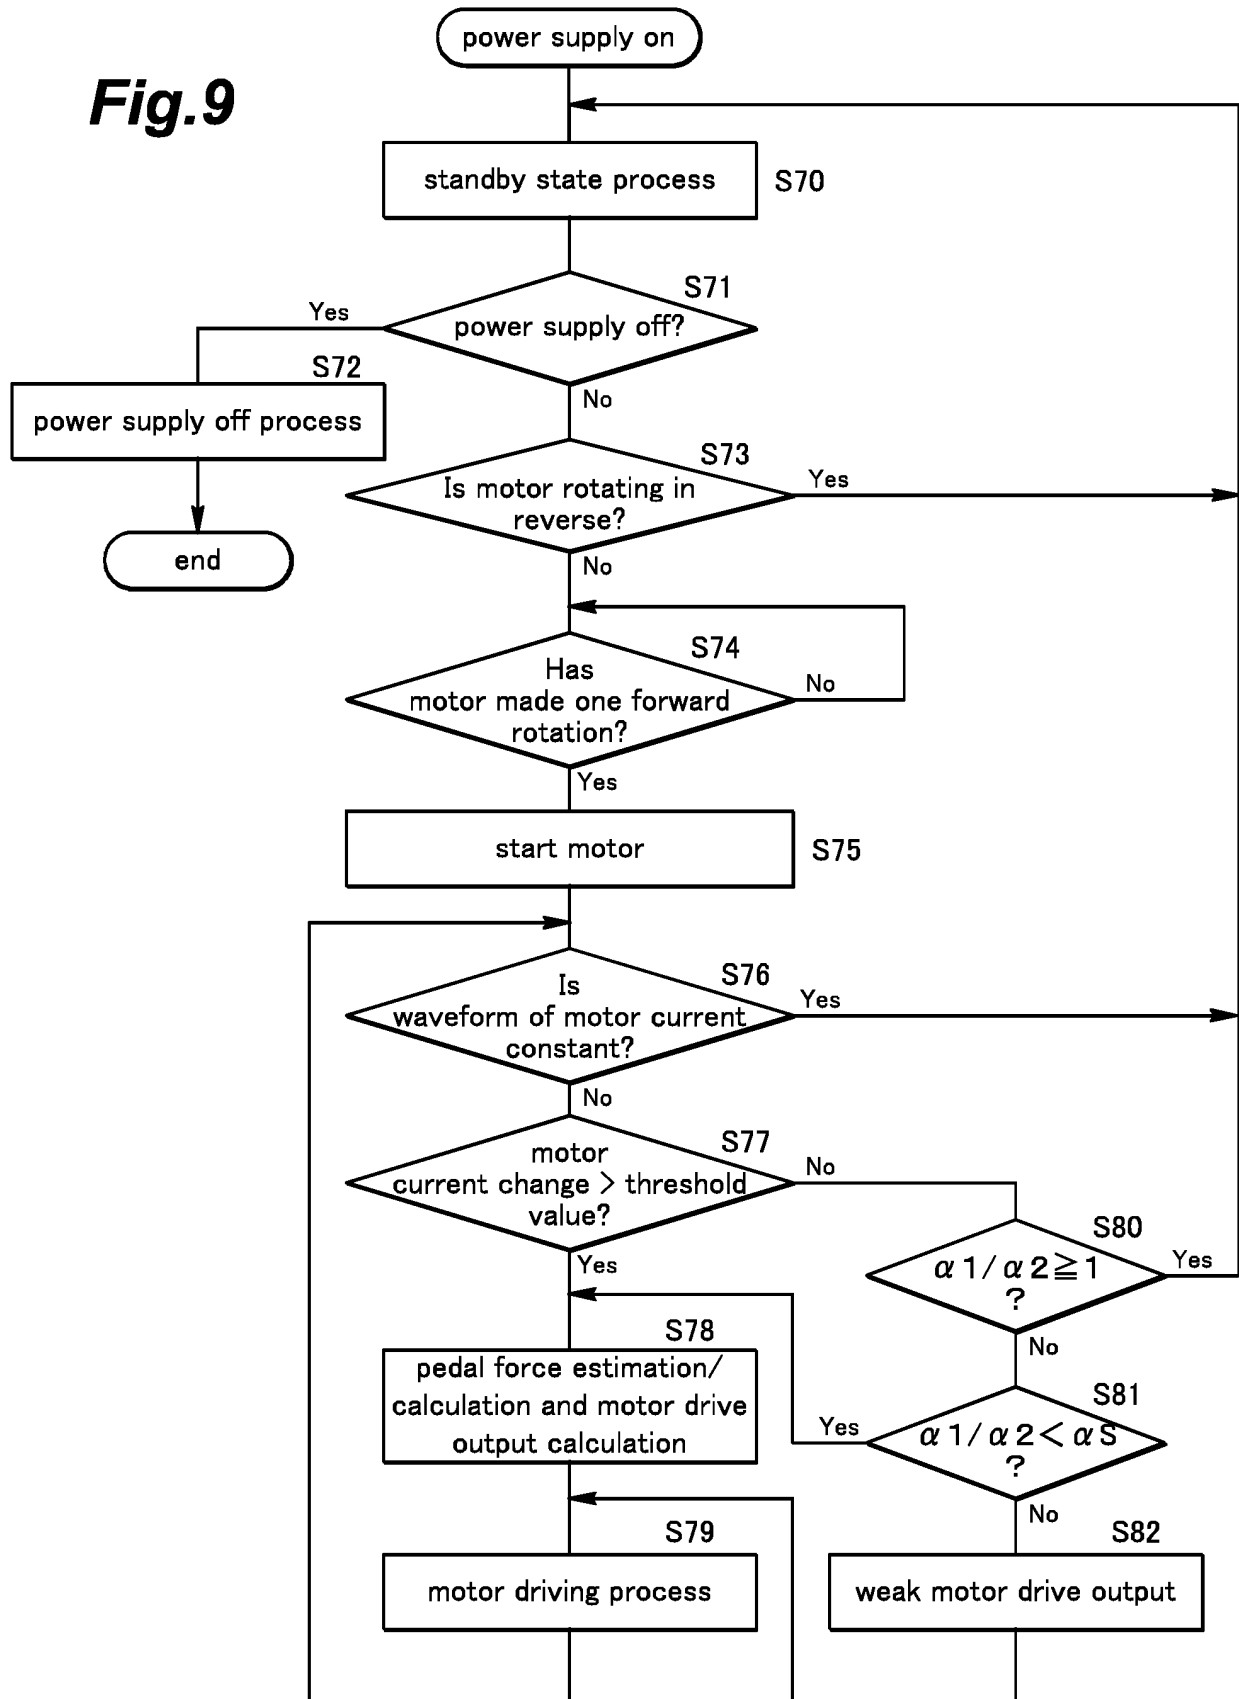 power supply on
Fig.9
standby state process
S70
S71
Yes
power supply off?
S72
No
power supply off process
S73
Yes
Is motor rotating in
reverse?
end
No
S74
Has
motor made one forward
rotation?
No
Yes
start motor
S75
S76
Is
waveform of motor current
constant?
Yes
No
S77
motor
current change > threshold
value?
No
S80
Yes
α1/α2≧1
?
Yes
S78
No
pedal force estimation/
calculation and motor drive
output calculation
S81
Yes
α1/α2<αS
?
No
S79
S82
motor driving process
weak motor drive output